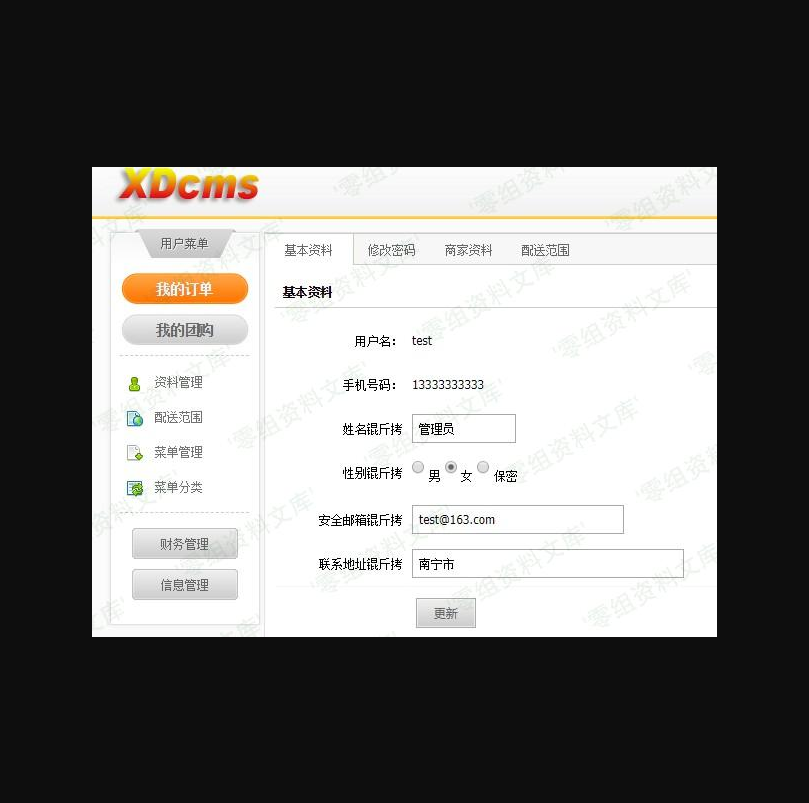 XDcms
用户菜单
我的订单
我的团购
资料管理
配送范围
菜单管理
菜单分类
财务管理
信息管理
基本资料 修改密码 商家资料 配送范围
基本资料
用户名: test
手机号码: 13333333333
姓名锟斤拷 管理员
性别锟斤拷 男 女 保密
安全邮箱锟斤拷 test@163.com
联系地址锟斤拷 南宁市
更新
零组资料文库